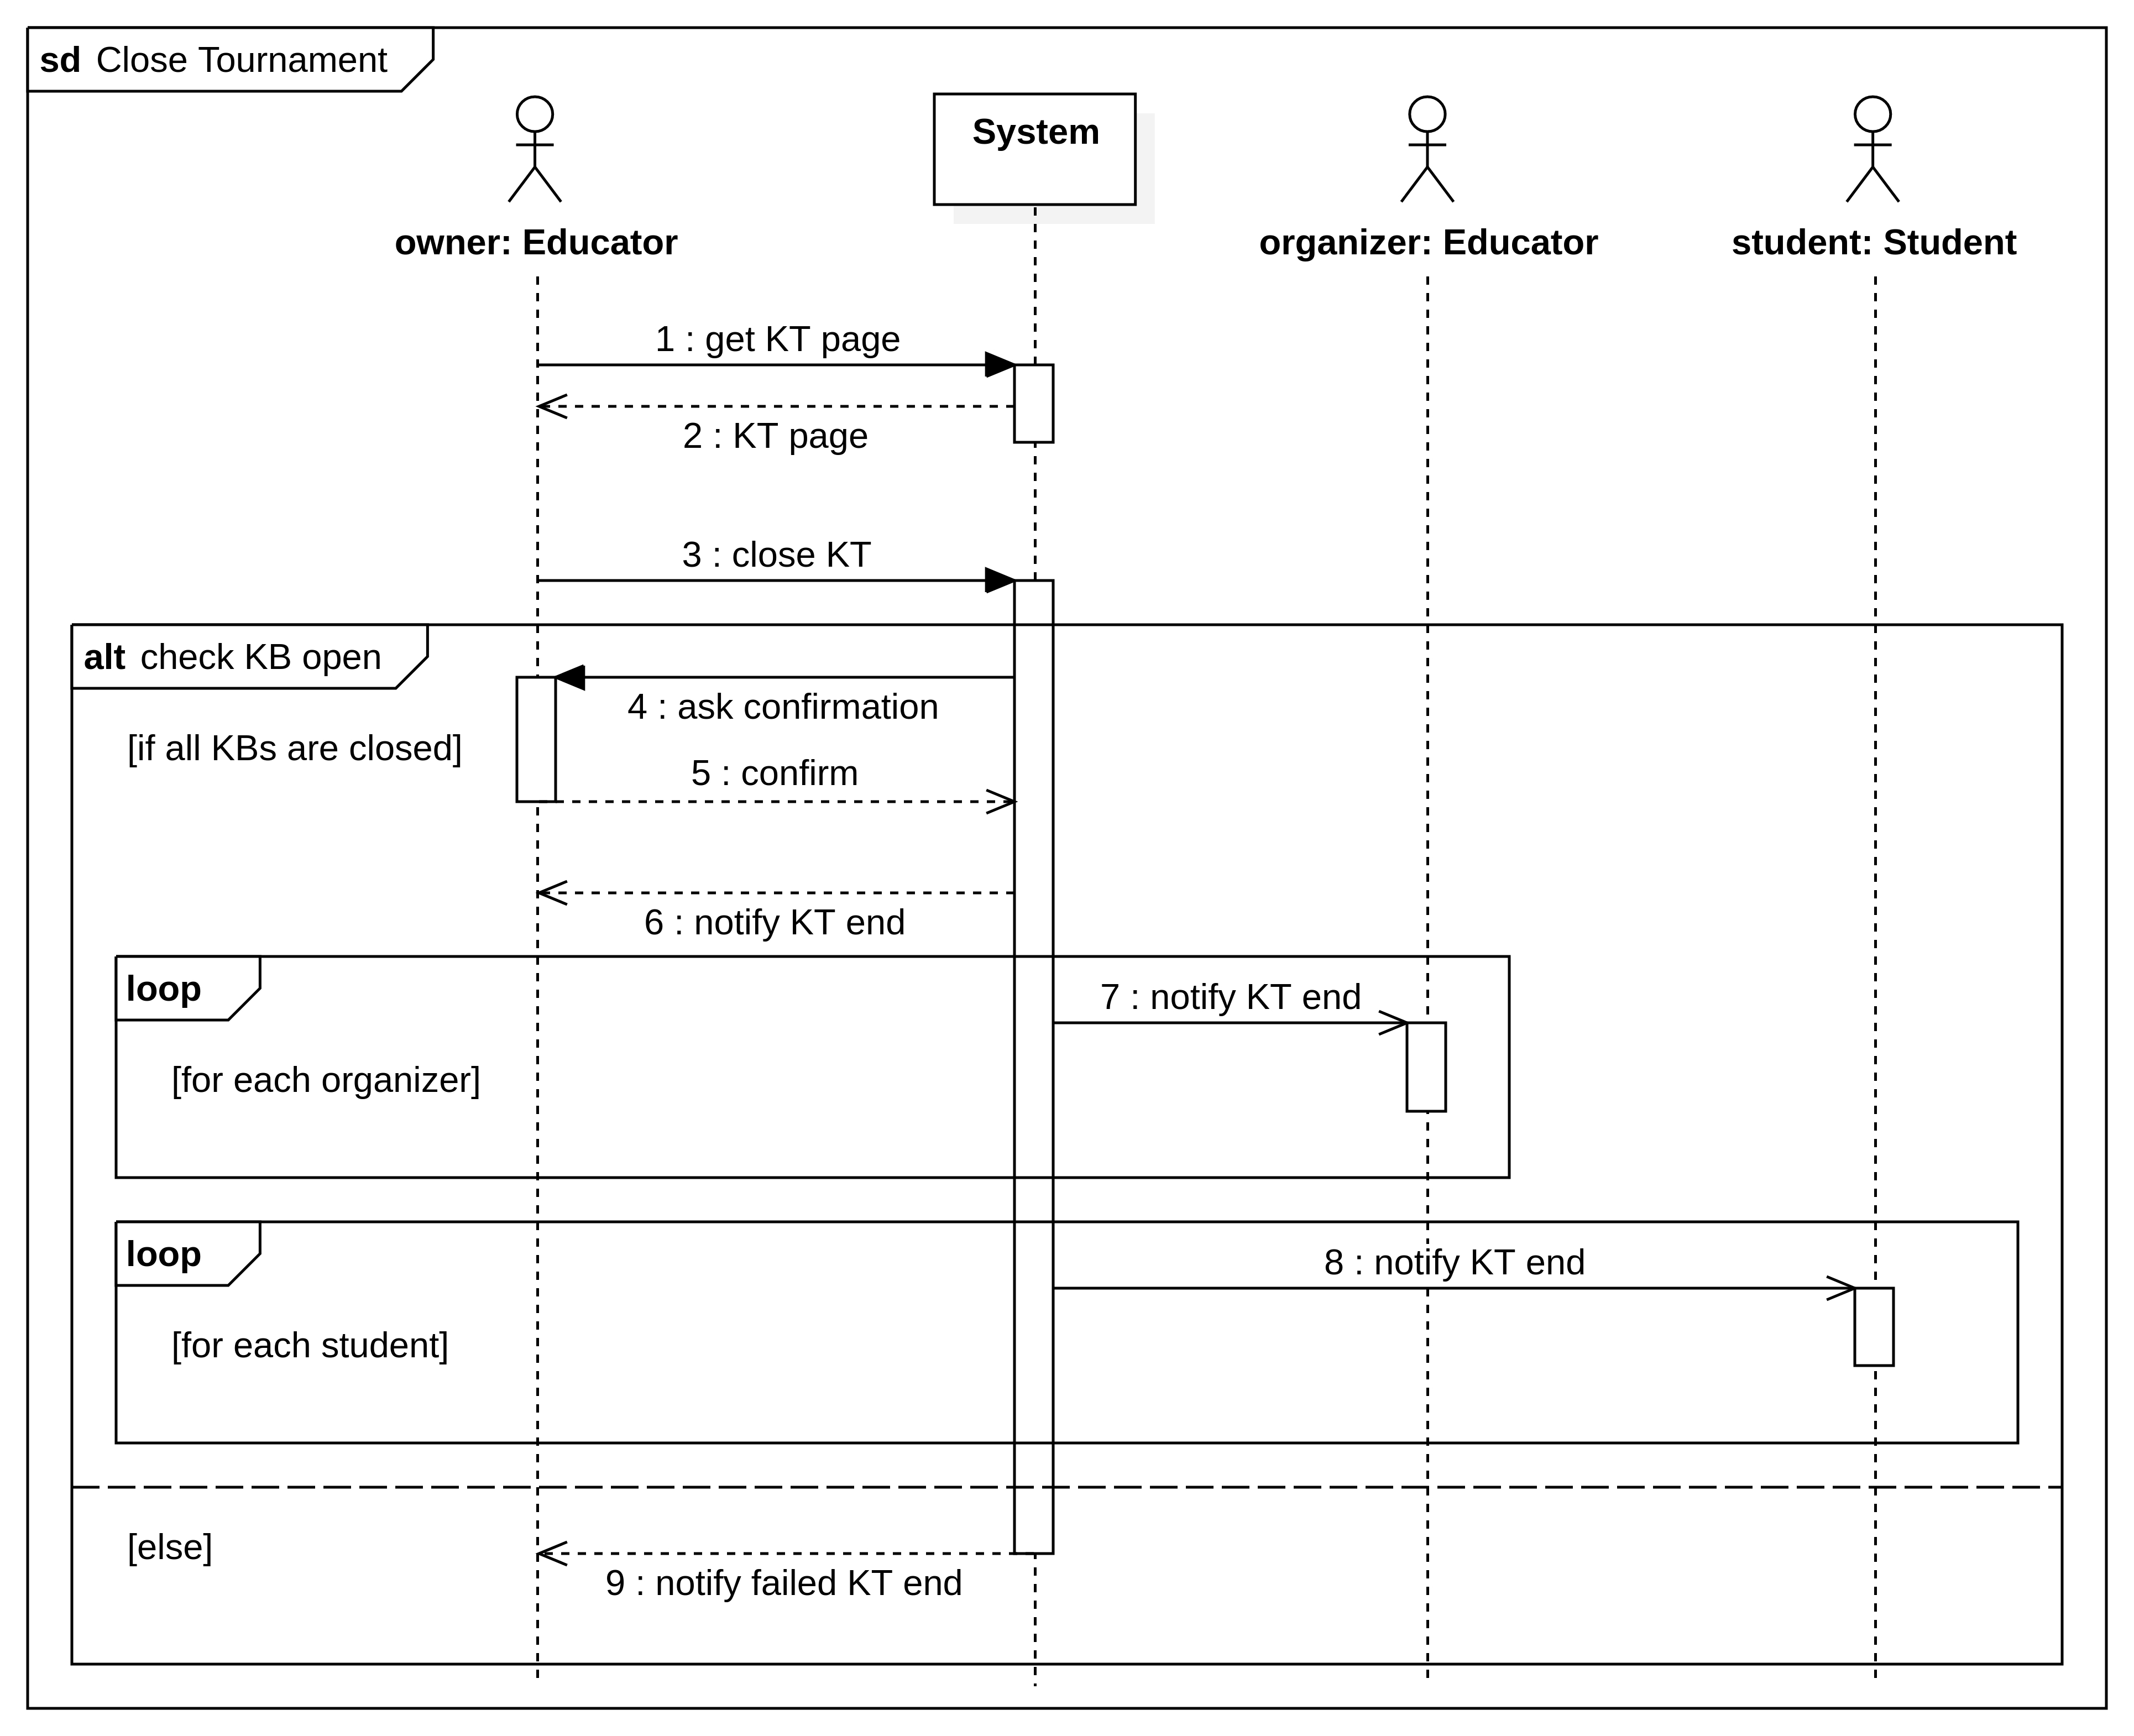 sd Close Tournament
System
owner: Educator
organizer: Educator
student: Student
1 : get KT page
2 : KT page
3 : close KT
alt check KB open
4 : ask confirmation
[if all KBs are closed]
5 : confirm
6 : notify KT end
loop
7 : notify KT end
[for each organizer]
loop
8 : notify KT end
[for each student]
[else]
9 : notify failed KT end